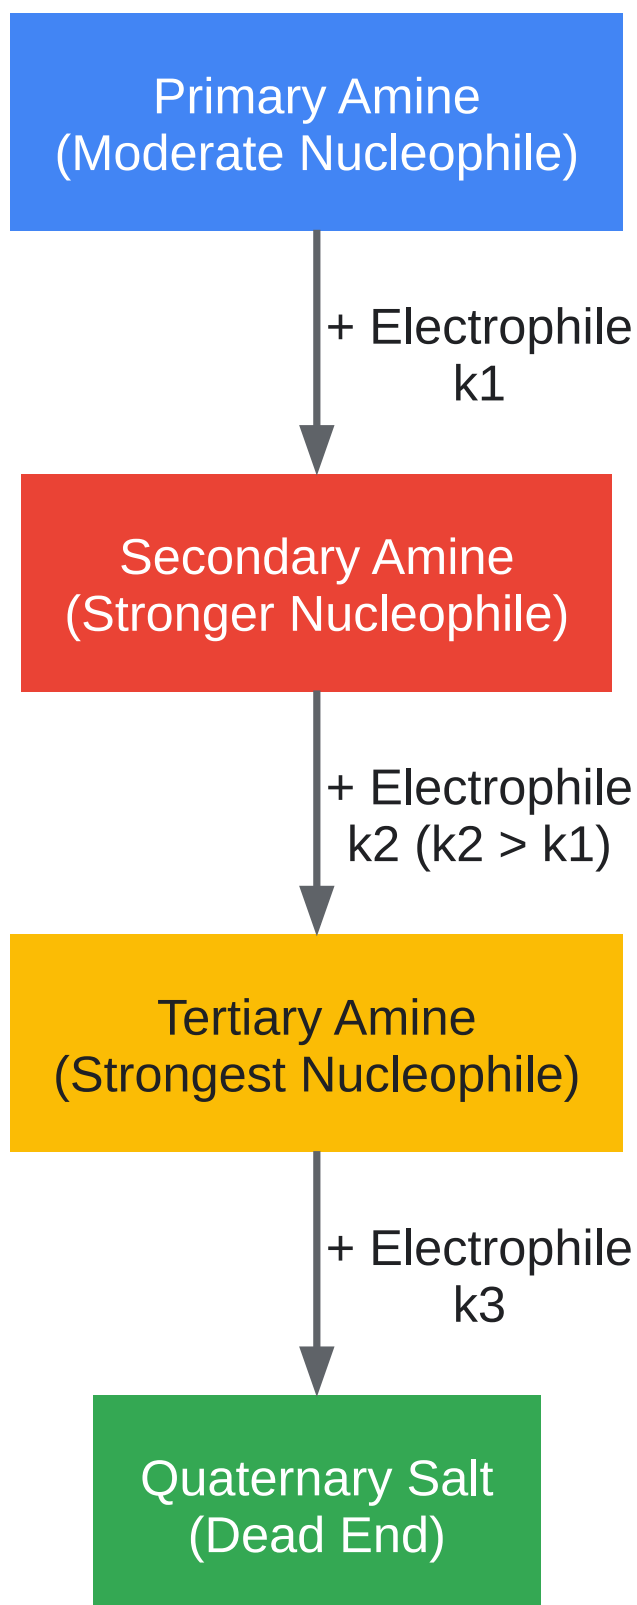 Primary Amine
(Moderate Nucleophile)
+ Electrophile
k1
Secondary Amine
(Stronger Nucleophile)
+ Electrophile
k2 (k2 > k1)
Tertiary Amine
(Strongest Nucleophile)
+ Electrophile
k3
Quaternary Salt
(Dead End)